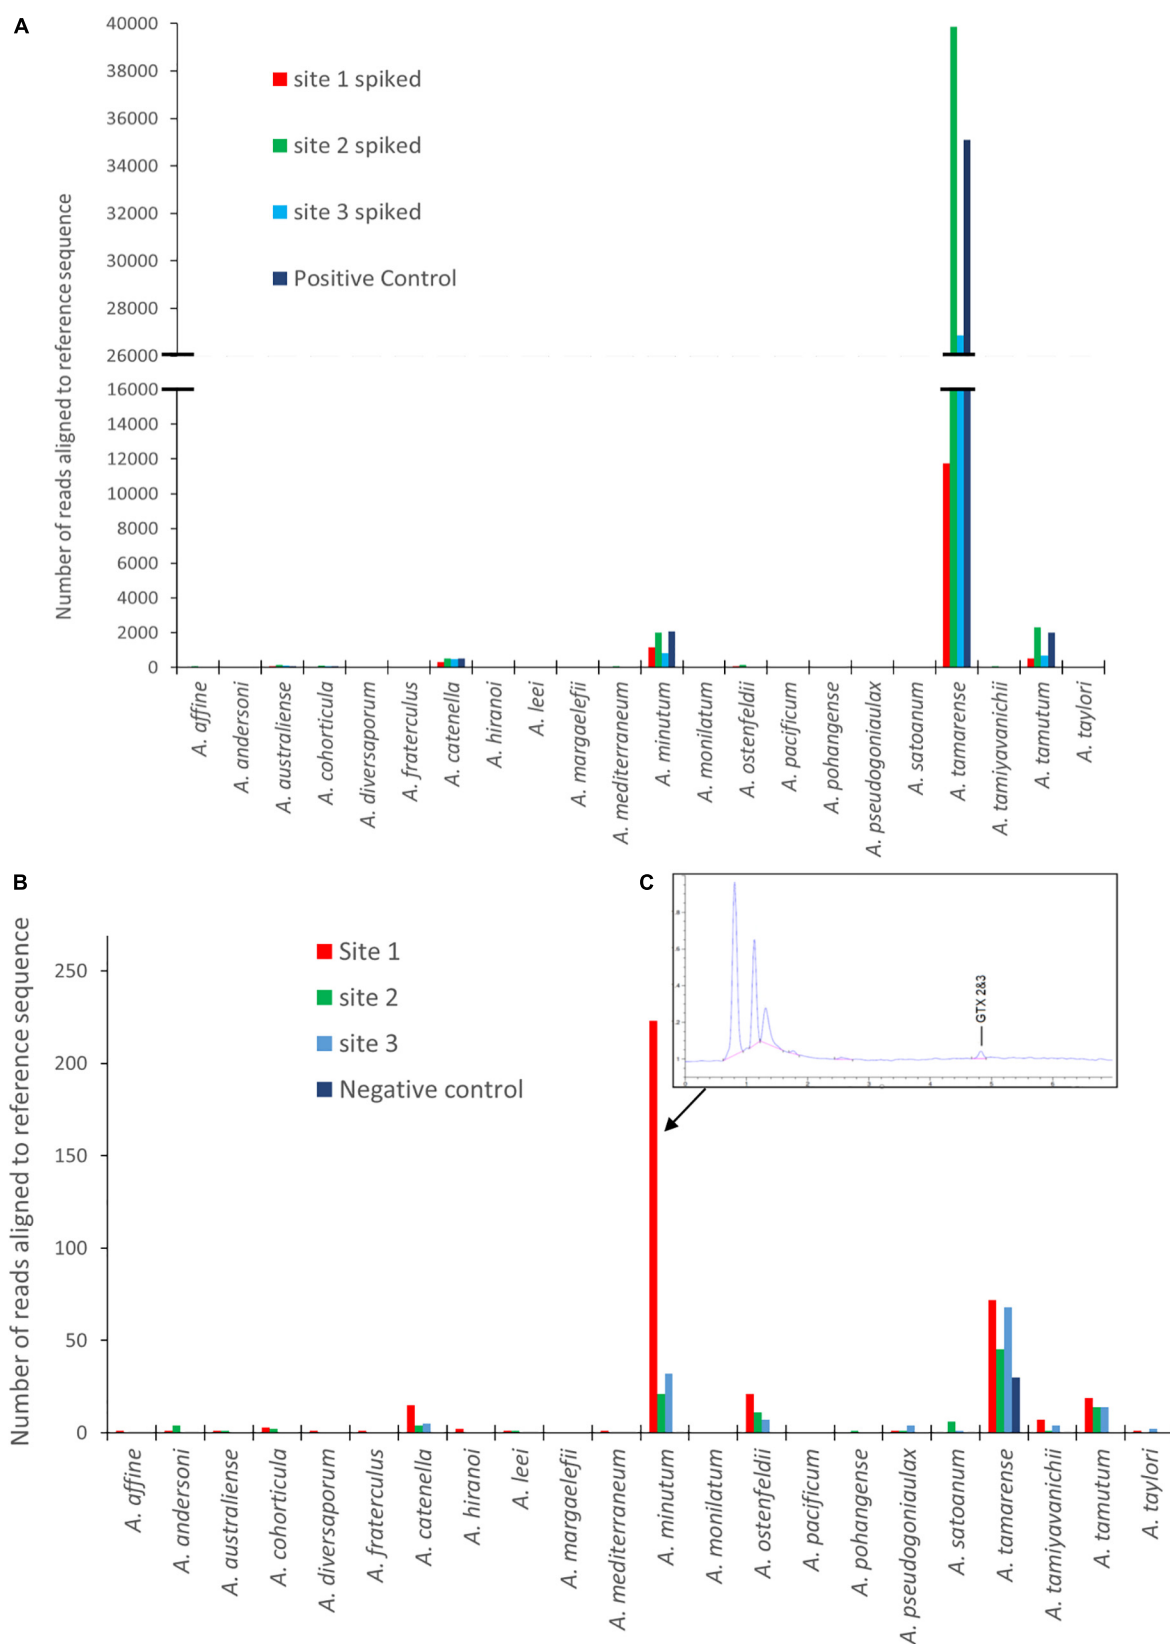 A
Number of reads aligned to reference sequence
40000
38000
36000
34000
32000
30000
28000
26000
16000
14000
12000
10000
8000
6000
4000
2000
0
site 1 spiked
site 2 spiked
site 3 spiked
Positive Control
A. affine
A. andersoni
A. australiense
A. cohorticula
A. diversaporum
A. fraterculus
A. catenella
A. hiranoi
A. leei
A. margaelefii
A. mediterraneum
A. minutum
A. monilatum
A. ostenfeldii
A. pacificum
A. pohangense
A. pseudogoniaulax
A. satoanum
A. tamarense
A. tamiyavanichii
A. tamutum
A. taylori
B
Number of reads aligned to reference sequence
250
200
150
100
50
0
Site 1
site 2
site 3
Negative control
C
GTX 2&3
A. affine
A. andersoni
A. australiense
A. cohorticula
A. diversaporum
A. fraterculus
A. catenella
A. hiranoi
A. leei
A. margaelefii
A. mediterraneum
A. minutum
A. monilatum
A. ostenfeldii
A. pacificum
A. pohangense
A. pseudogoniaulax
A. satoanum
A. tamarense
A. tamiyavanichii
A. tamutum
A. taylori